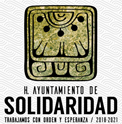 H. AYUNTAMIENTO DE
SOLIDARIDAD
TRABAJAMOS CON ORDEN Y ESPERANZA / 2018-2021